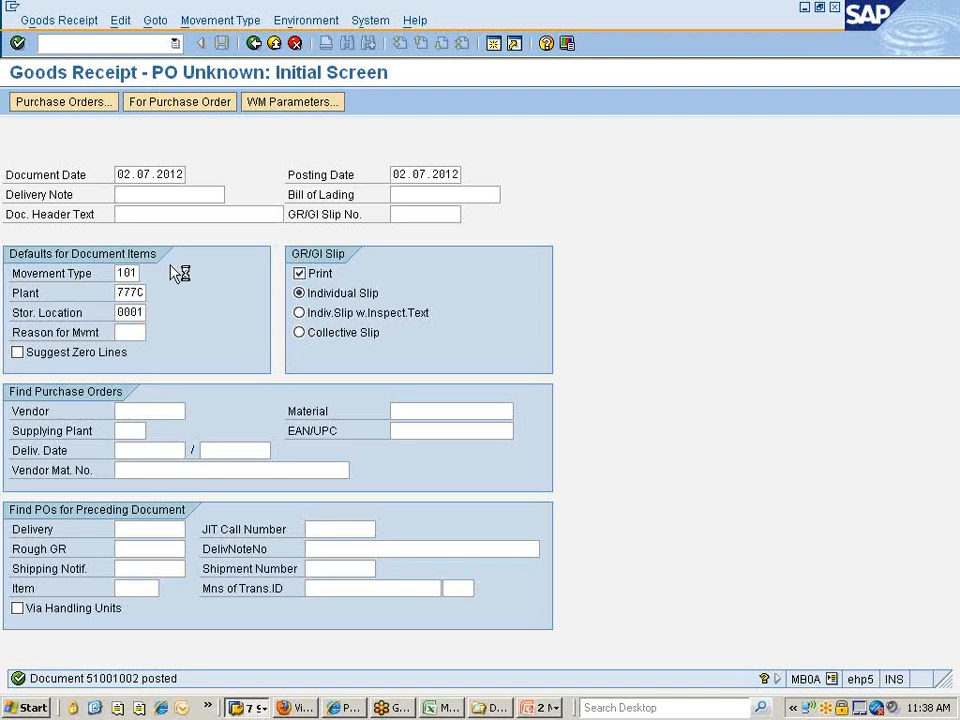 Goods Receipt Edit Goto Movement Type Environment System Help
SAP
Goods Receipt - PO Unknown: Initial Screen
Purchase Orders... For Purchase Order WM Parameters...
Document Date 02.07.2012 Posting Date 02.07.2012
Delivery Note Bill of Lading
Doc. Header Text GR/GI Slip No.
Defaults for Document Items GR/GI Slip
Movement Type 101 Print
Plant 777C Individual Slip
Stor. Location 0001 Indiv.Slip w.Inspect.Text
Reason for Mvmt Collective Slip
Suggest Zero Lines
Find Purchase Orders
Vendor Material
Supplying Plant EAN/UPC
Deliv. Date /
Vendor Mat. No.
Find POs for Preceding Document
Delivery JIT Call Number
Rough GR DelivNoteNo
Shipping Notif. Shipment Number
Item Mns of Trans.ID
Via Handling Units
Document 51001002 posted MB0A ehp5 INS
Start » 7 S Vi... P... G... M... D... 2 M Search Desktop « 11:38 AM